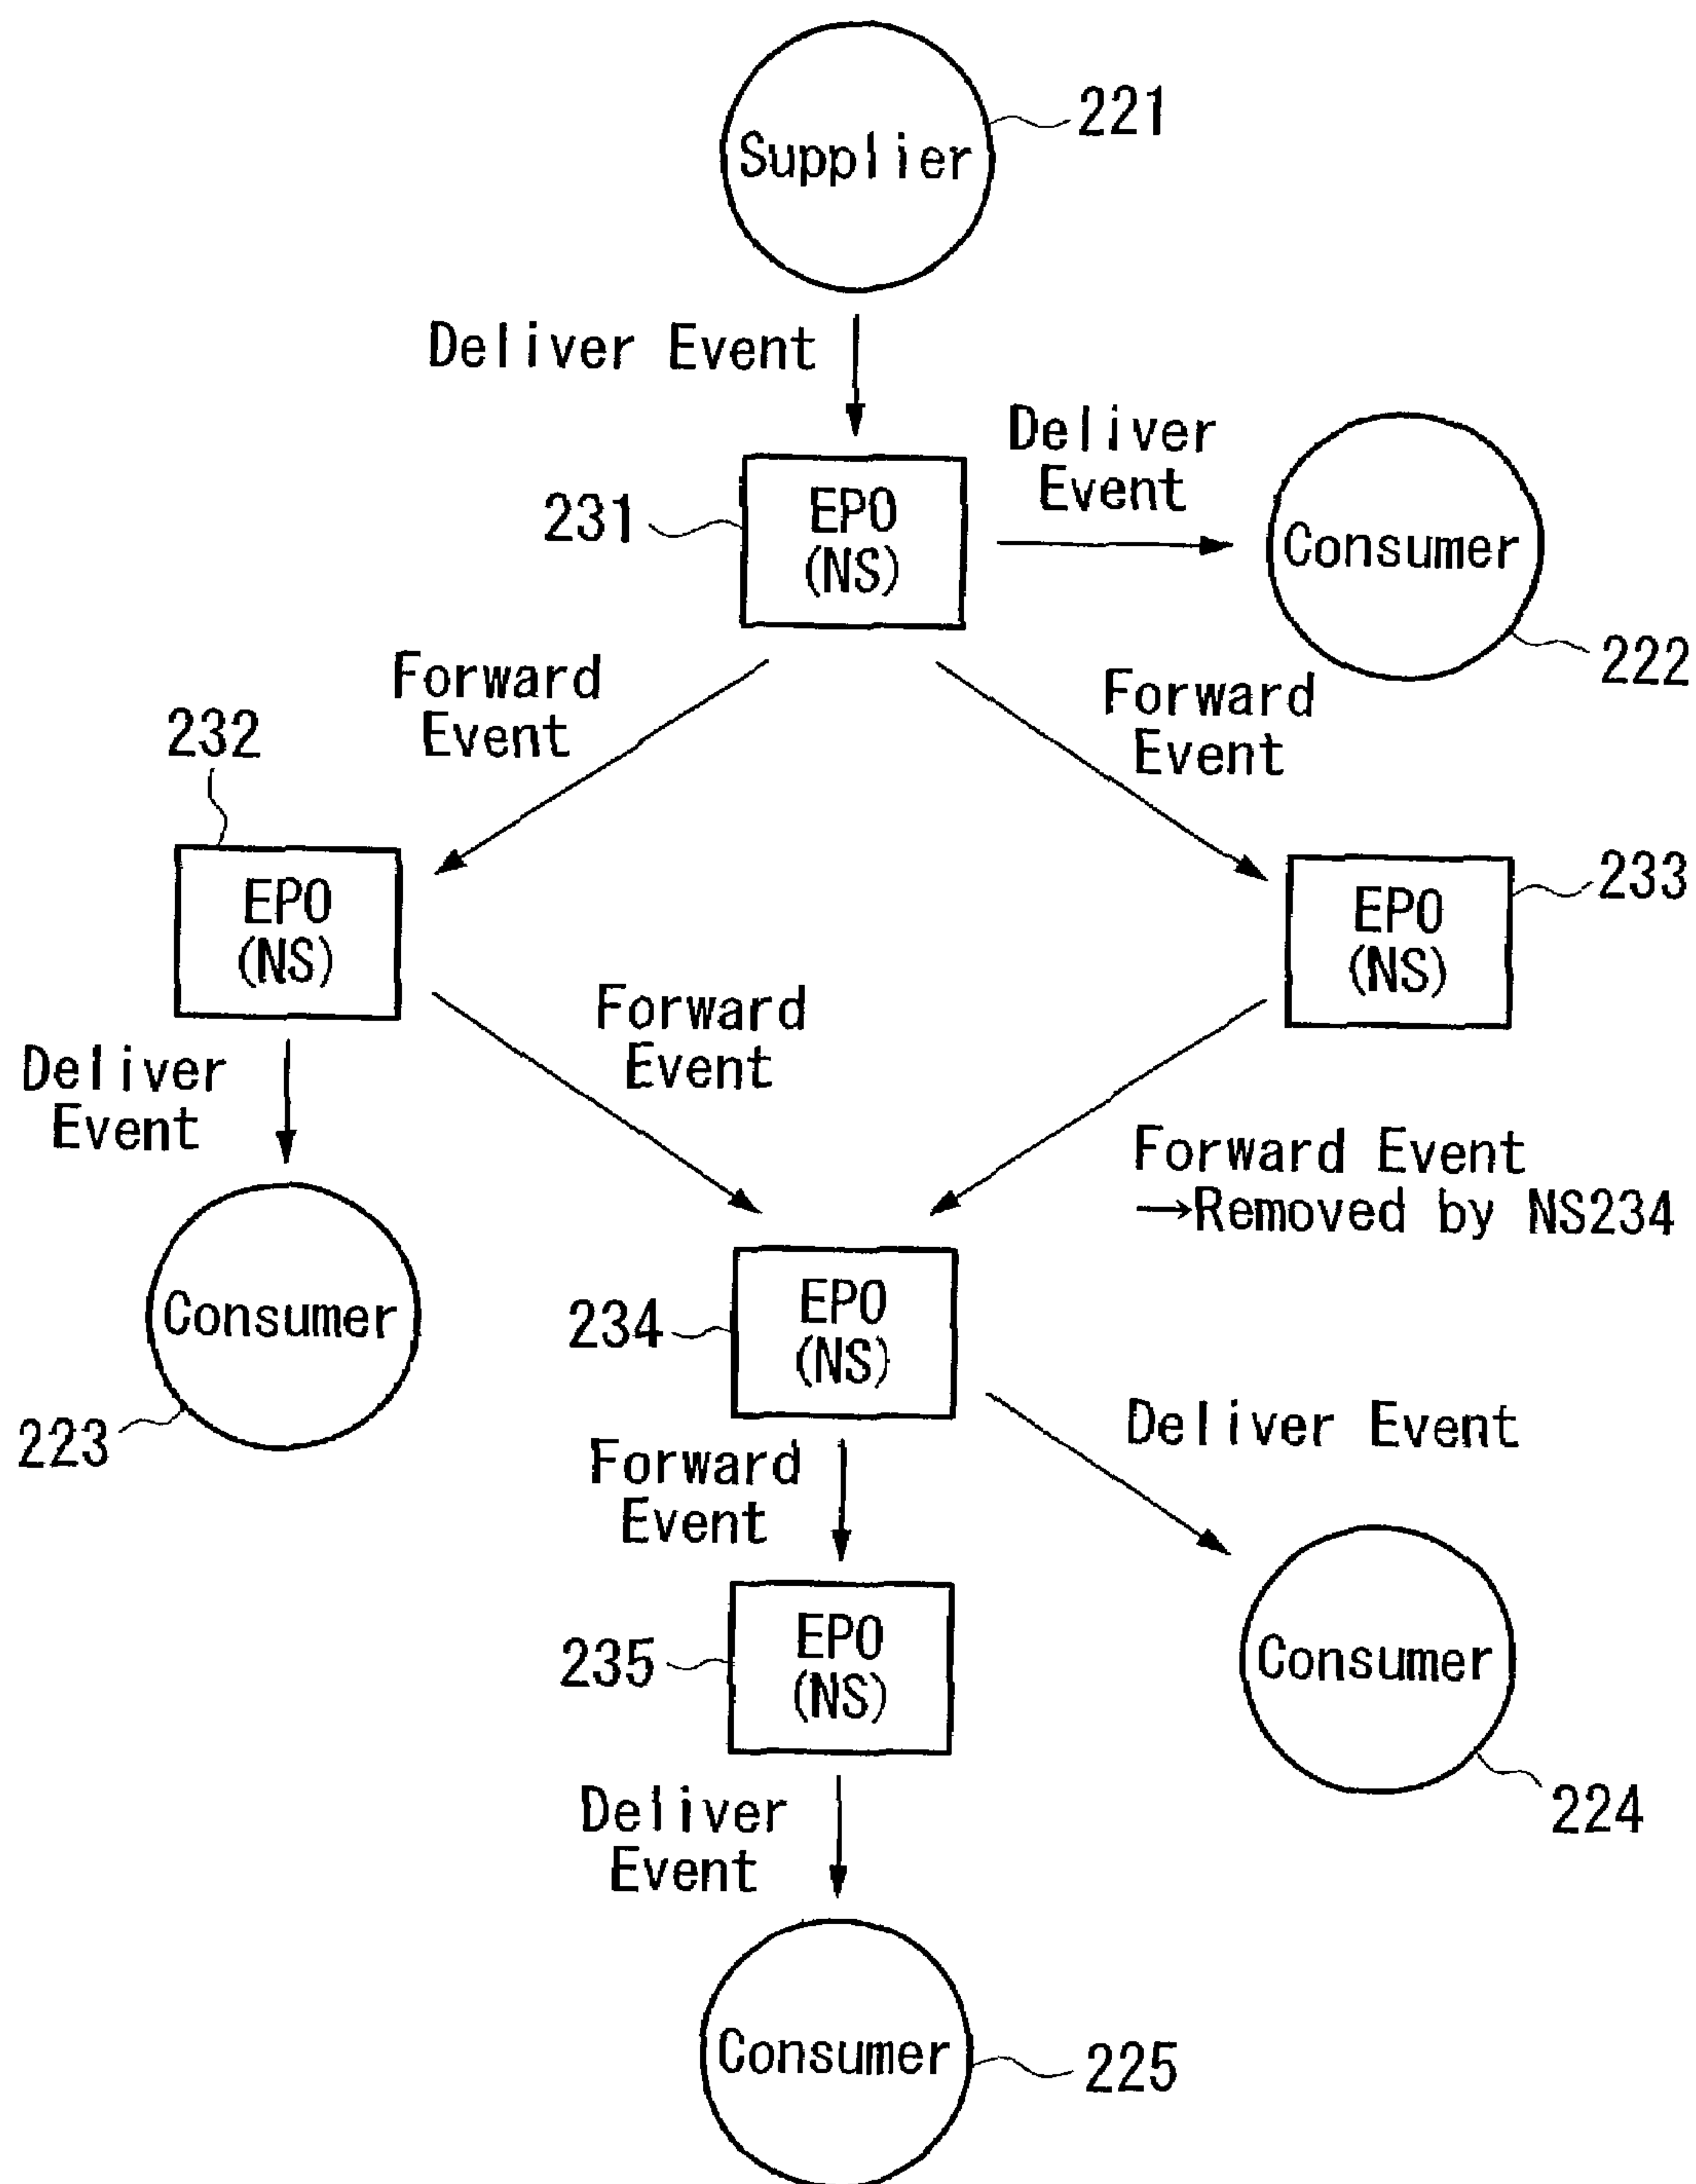 221
Supplier
Deliver Event
Deliver
Event
231
EPO
(NS)
Consumer
222
Forward
Event
Forward
Event
232
EPO
(NS)
233
EPO
(NS)
Forward
Event
Deliver
Event
Forward Event
→Removed by NS234
Consumer
223
234
EPO
(NS)
Deliver Event
Forward
Event
235
EPO
(NS)
Consumer
224
Deliver
Event
Consumer
225